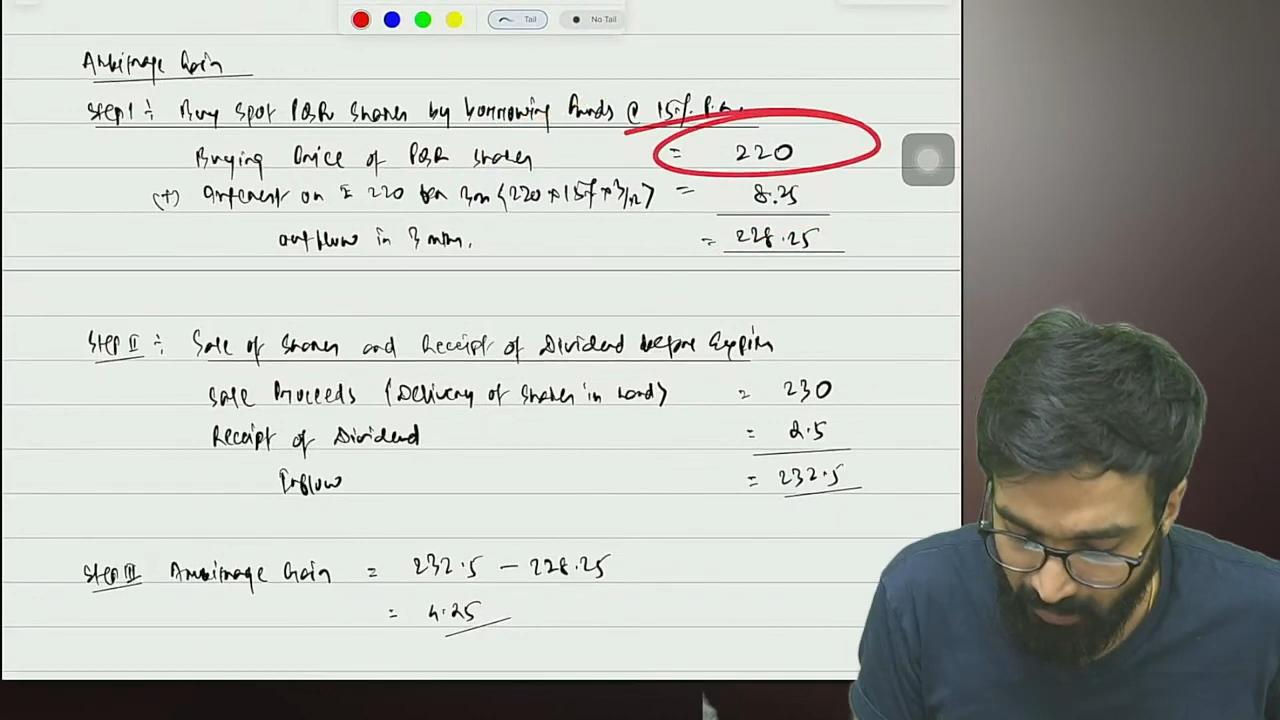 Tail
No Tail
Arbitrage Gain
Step I :- Buy Spot PQR Shares by borrowing funds @ 15% P.a.
Buying Price of PQR shares = 220
(+) Interest on ₹ 220 for 3m (220 × 15% × 3/12) = 8.25
outflow in 3 mths. = 228.25
Step II :- Sale of Shares and Receipt of Dividend before Expiry
Sale Proceeds (Delivery of Shares in hand) = 230
Receipt of Dividend = 2.5
Inflow = 232.5
Step III Arbitrage Gain = 232.5 - 228.25
= 4.25